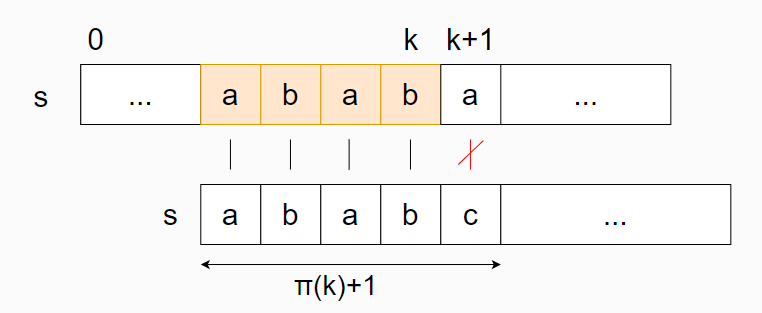 0 k k+1
s ... a b a b a ...
s a b a b c ...
π(k)+1